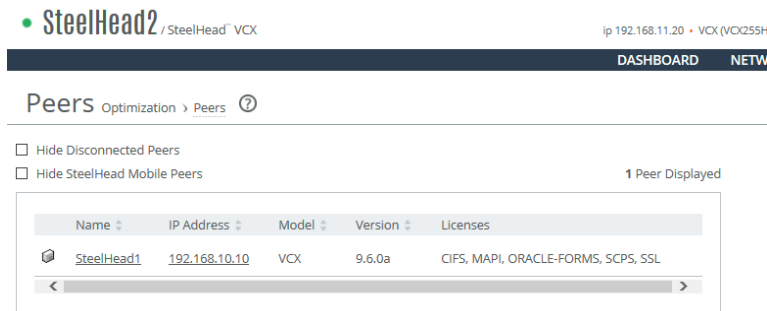 SteelHead2 / SteelHead™ VCX
ip 192.168.11.20 • VCX (VCX255H
DASHBOARD NETW
Peers Optimization › Peers ?
Hide Disconnected Peers
Hide SteelHead Mobile Peers
1 Peer Displayed
Name IP Address Model Version Licenses
SteelHead1 192.168.10.10 VCX 9.6.0a CIFS, MAPI, ORACLE-FORMS, SCPS, SSL